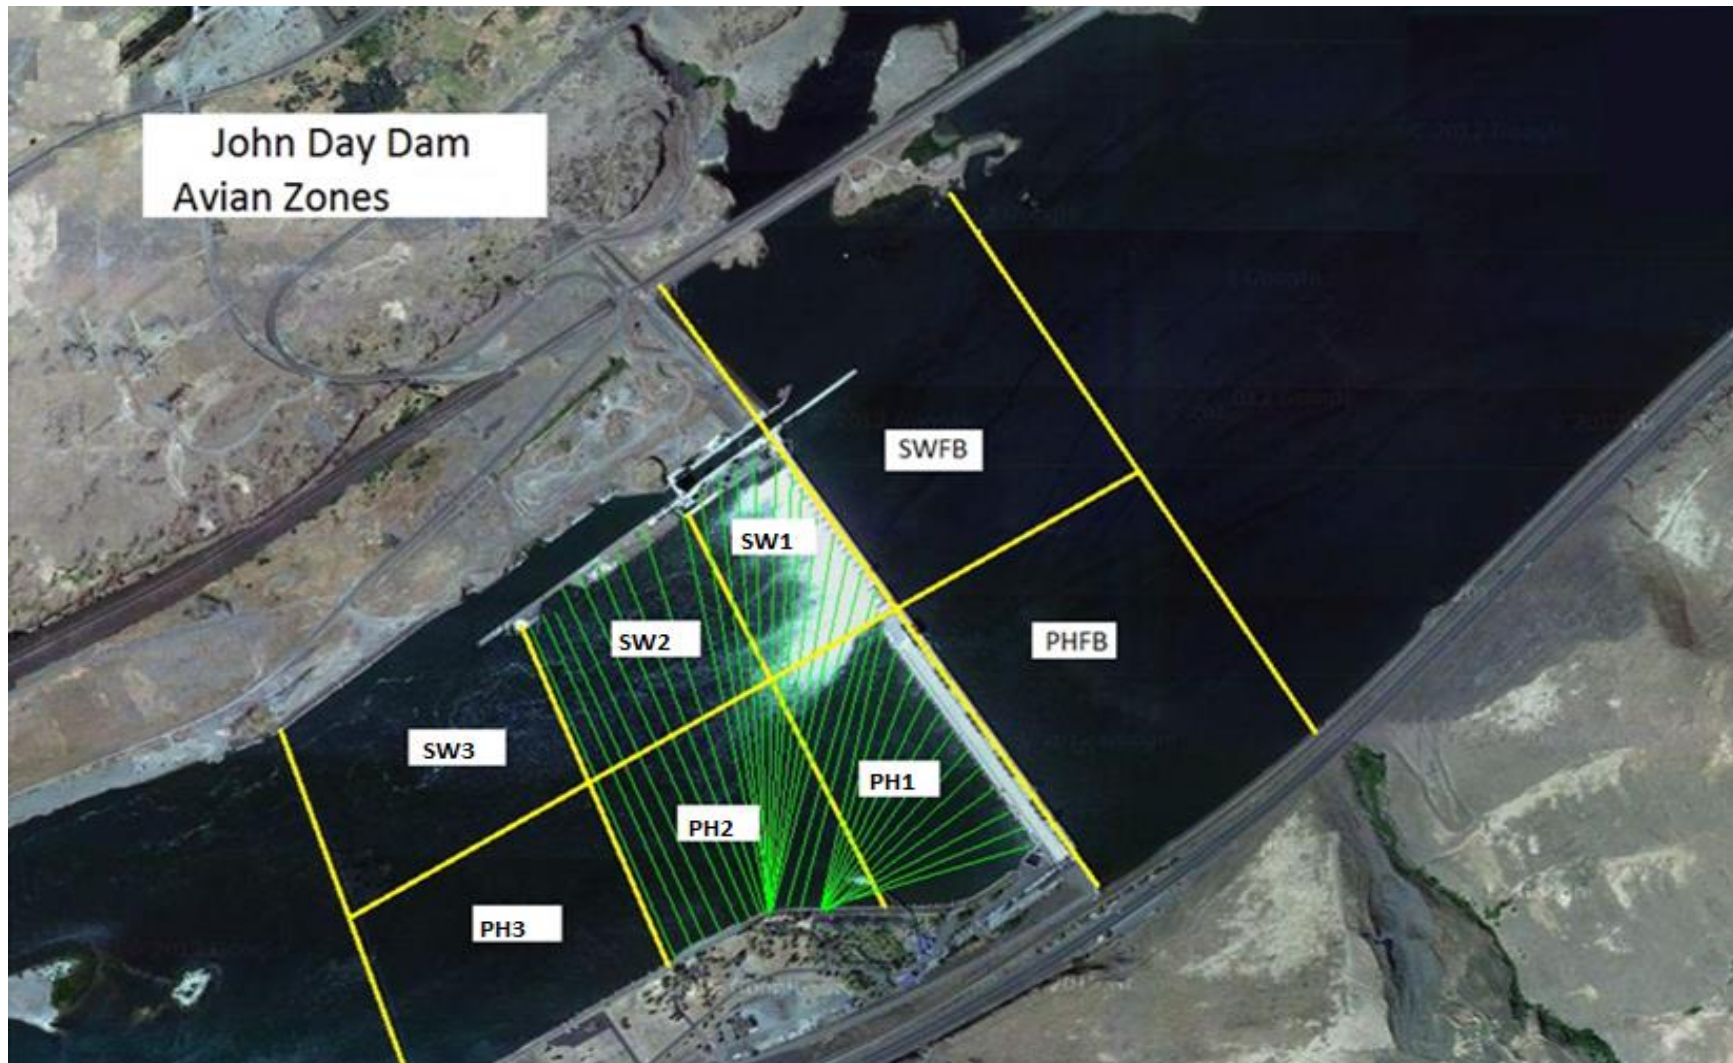 John Day Dam
Avian Zones
SWFB
SW1
SW2
PHFB
SW3
PH1
PH2
PH3